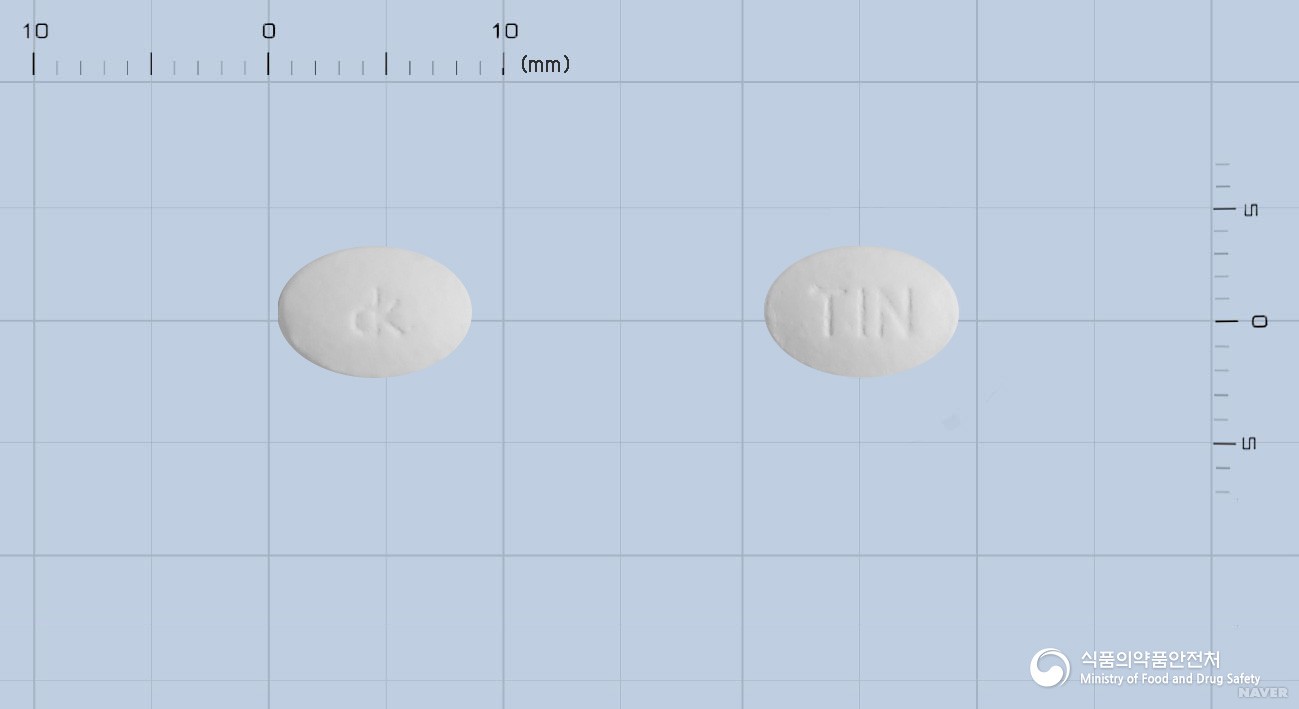 10 0 10
(mm)
5
0
5
cK
TIN
식품의약품안전처
Ministry of Food and Drug Safety
NAVER